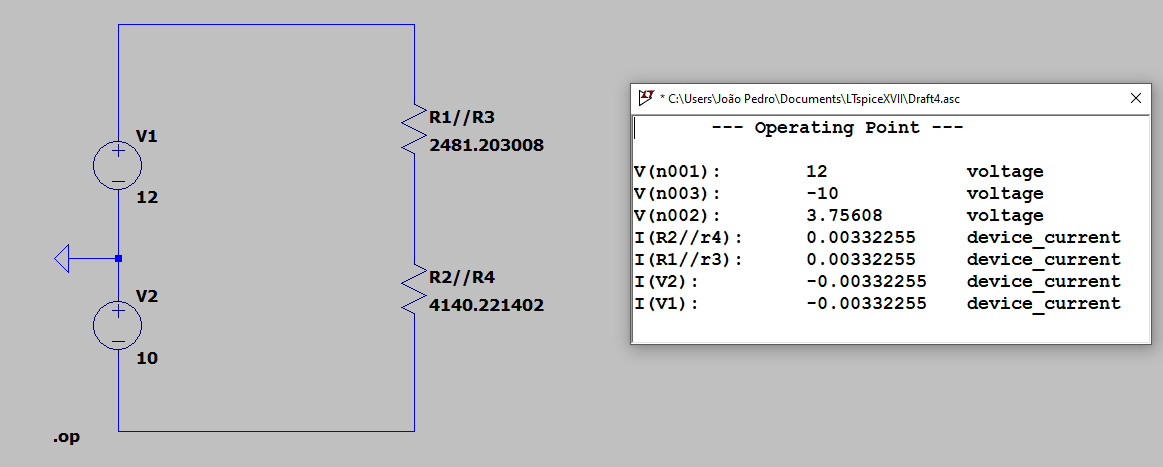 V1
12
V2
10
.op
R1//R3
2481.203008
R2//R4
4140.221402
* C:\Users\João Pedro\Documents\LTspiceXVII\Draft4.asc
--- Operating Point ---
V(n001): 12 voltage
V(n003): -10 voltage
V(n002): 3.75608 voltage
I(R2//r4): 0.00332255 device_current
I(R1//r3): 0.00332255 device_current
I(V2): -0.00332255 device_current
I(V1): -0.00332255 device_current